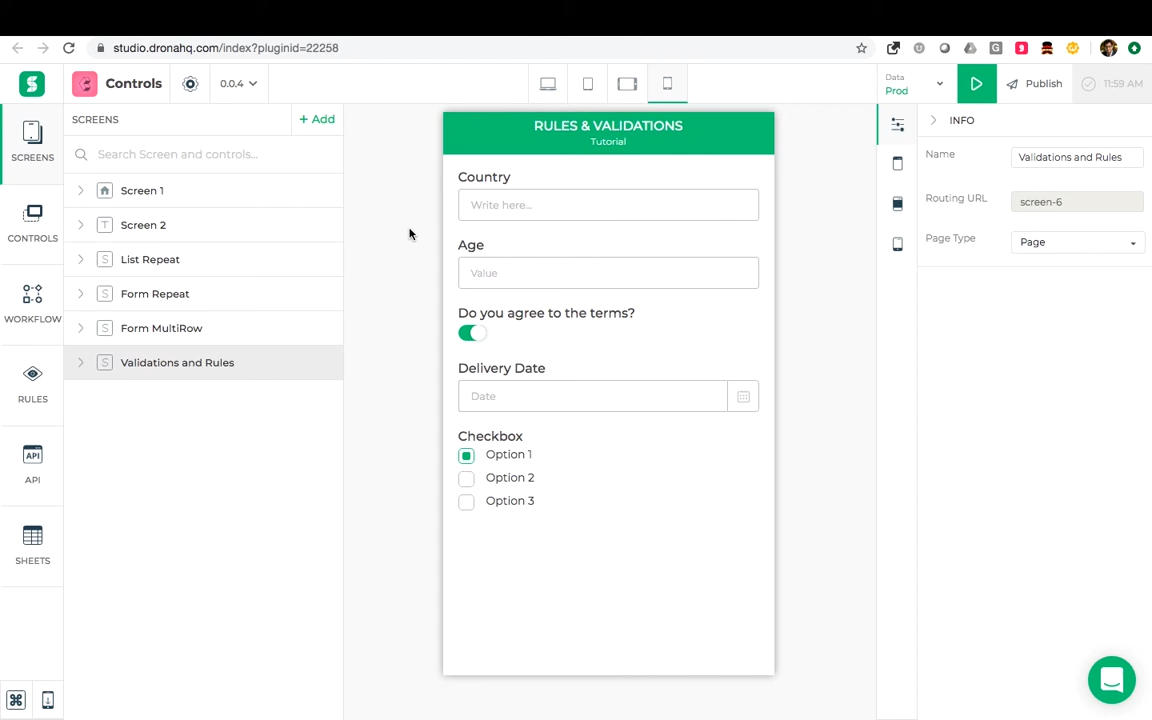 studio.dronahq.com/index?pluginid=22258
Controls
0.0.4
Data
Prod
Publish
11:59 AM
SCREENS
+ Add
Search Screen and controls...
SCREENS
CONTROLS
WORKFLOW
RULES
API
API
SHEETS
Screen 1
Screen 2
List Repeat
Form Repeat
Form MultiRow
Validations and Rules
RULES & VALIDATIONS
Tutorial
Country
Write here...
Age
Value
Do you agree to the terms?
Delivery Date
Date
Checkbox
Option 1
Option 2
Option 3
INFO
Name
Validations and Rules
Routing URL
screen-6
Page Type
Page